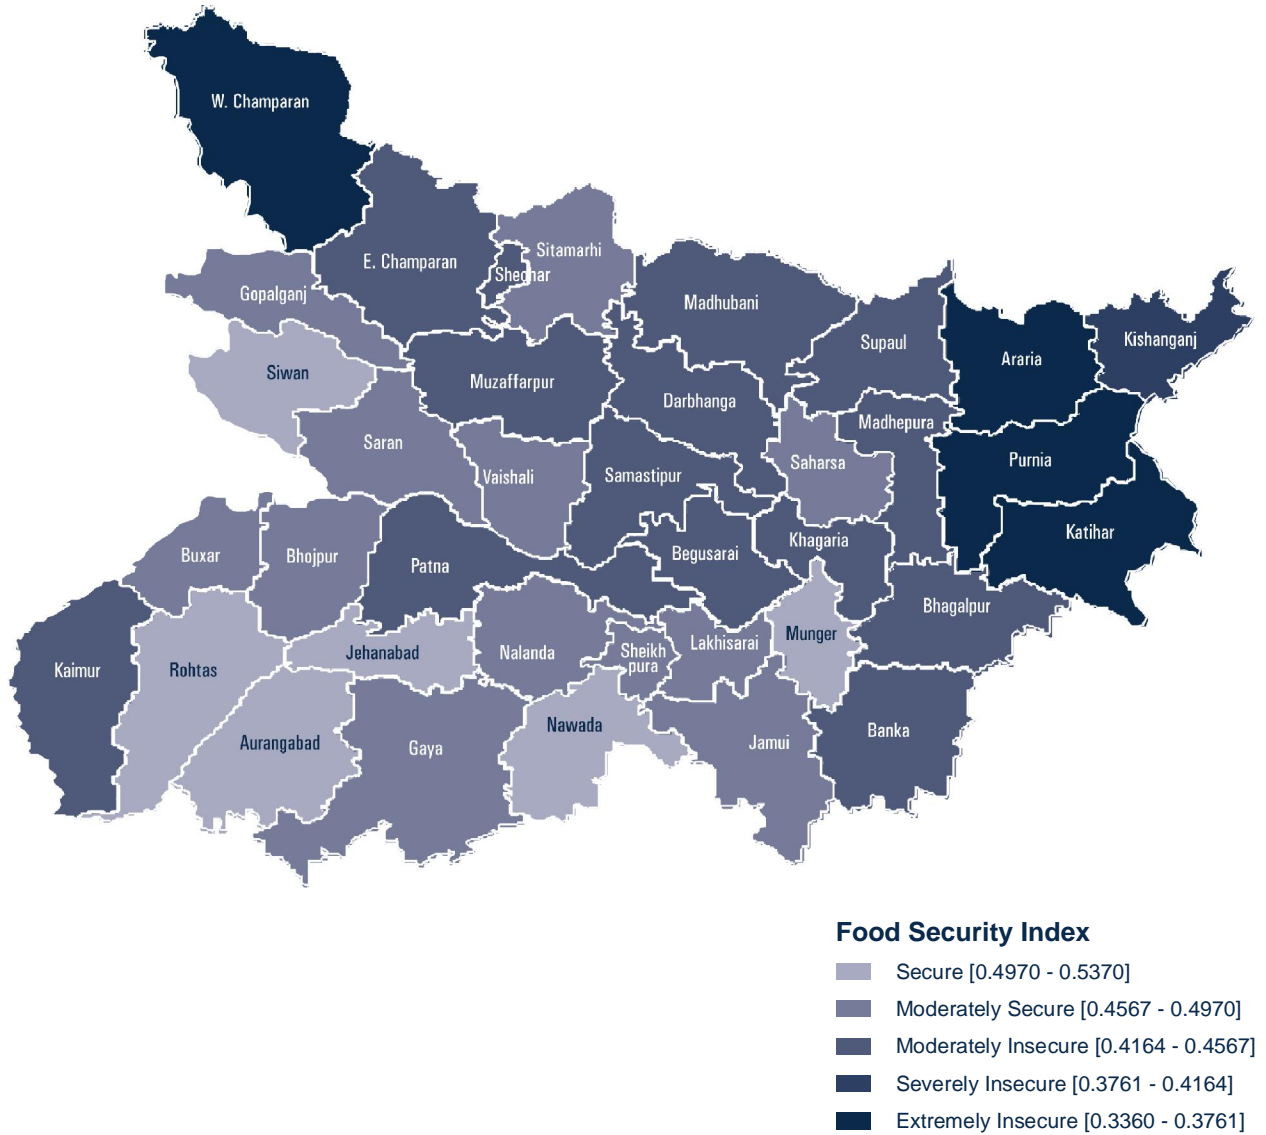 W. Champaran
E. Champaran
Sitamarhi
Sheohar
Gopalganj
Madhubani
Supaul
Araria
Kishanganj
Siwan
Muzaffarpur
Darbhanga
Madhepura
Saran
Vaishali
Samastipur
Saharsa
Purnia
Katihar
Buxar
Bhojpur
Patna
Begusarai
Khagaria
Bhagalpur
Kaimur
Rohtas
Jehanabad
Nalanda
Sheikh
pura
Lakhisarai
Munger
Aurangabad
Gaya
Nawada
Jamui
Banka
Food Security Index
Secure [0.4970 - 0.5370]
Moderately Secure [0.4567 - 0.4970]
Moderately Insecure [0.4164 - 0.4567]
Severely Insecure [0.3761 - 0.4164]
Extremely Insecure [0.3360 - 0.3761]